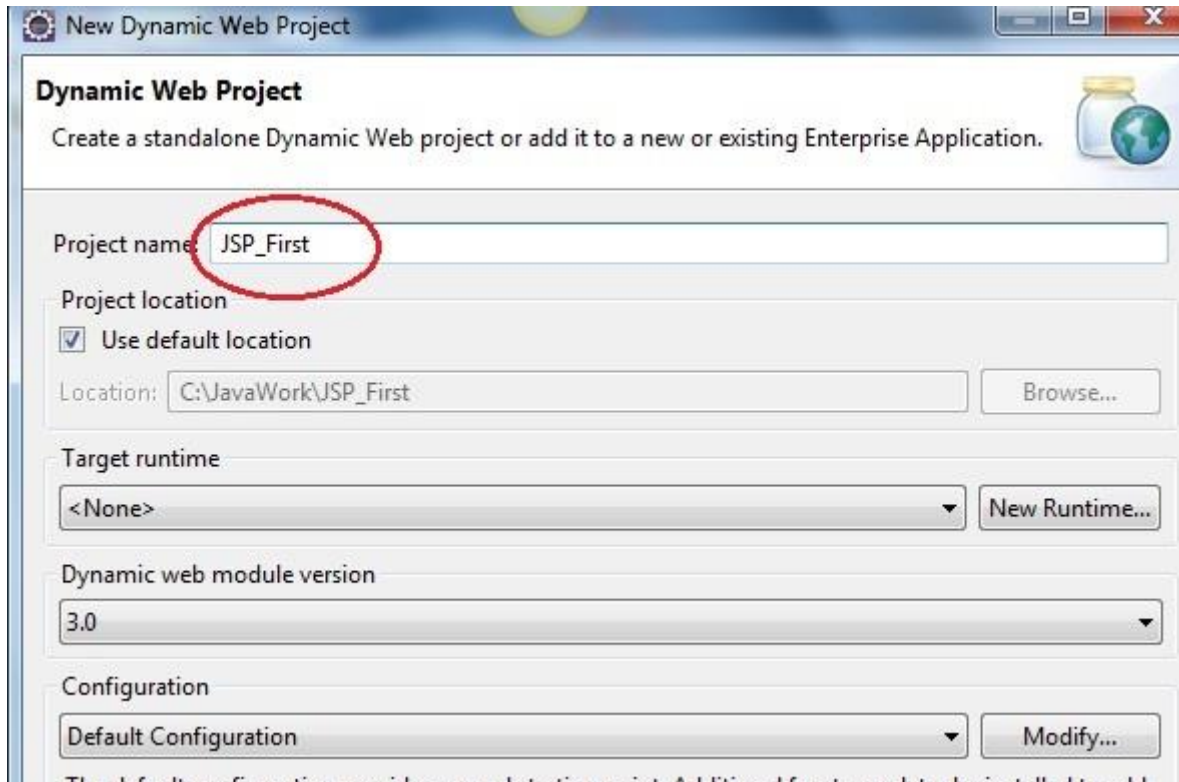 New Dynamic Web Project
Dynamic Web Project
Create a standalone Dynamic Web project or add it to a new or existing Enterprise Application.
Project name: JSP_First
Project location
Use default location
Location: C:\JavaWork\JSP_First Browse...
Target runtime
<None> New Runtime...
Dynamic web module version
3.0
Configuration
Default Configuration Modify...